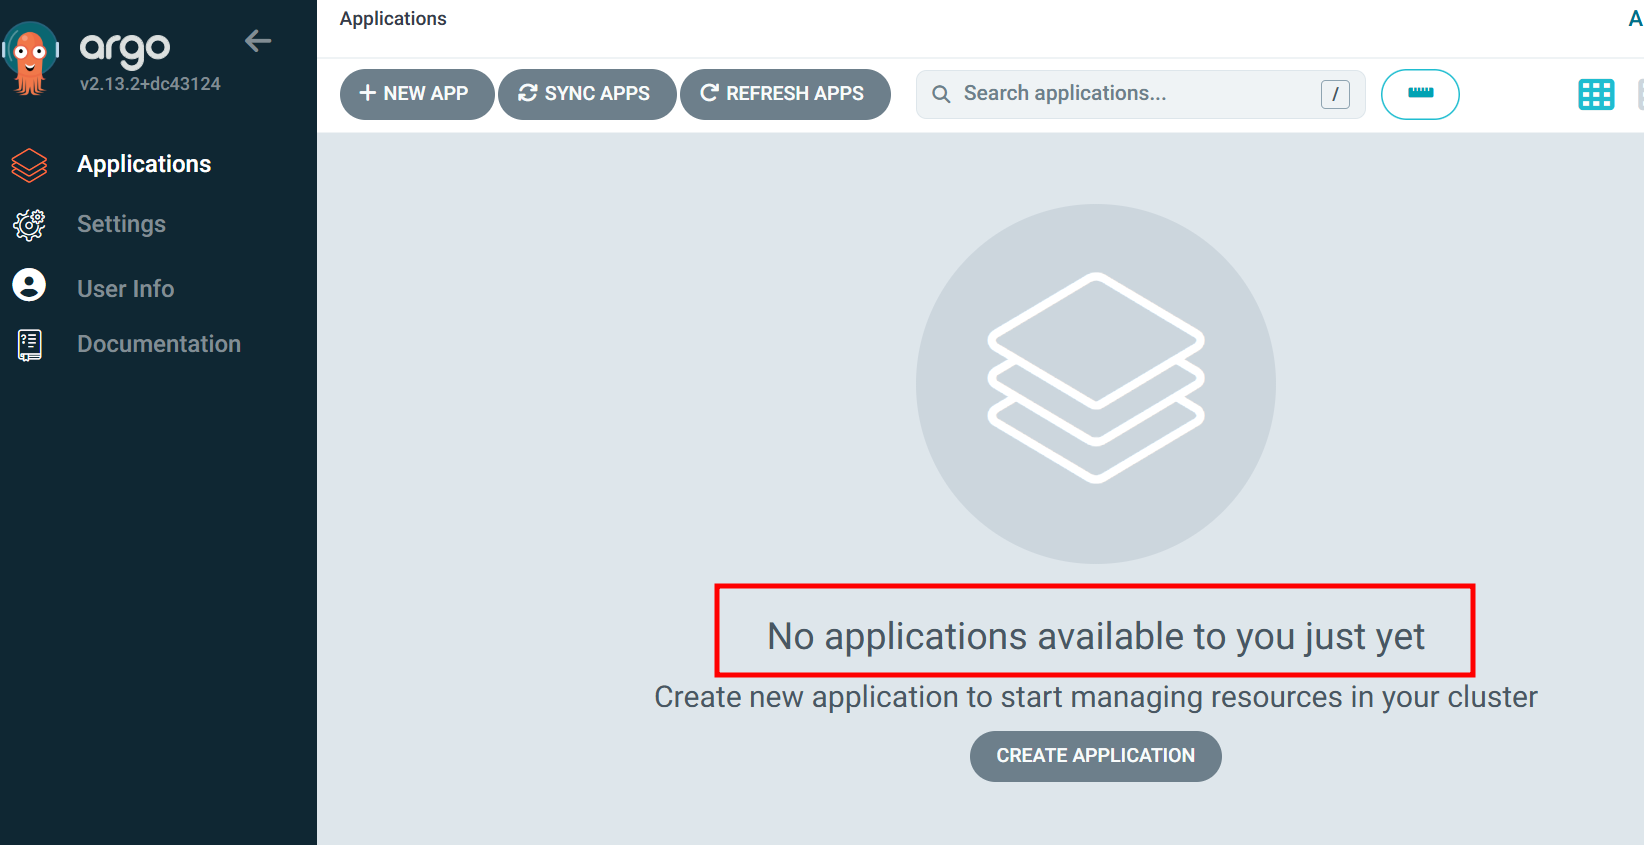 argo
v2.13.2+dc43124
Applications
Settings
User Info
Documentation
Applications
A
NEW APP
SYNC APPS
REFRESH APPS
Search applications...
/
No applications available to you just yet
Create new application to start managing resources in your cluster
CREATE APPLICATION